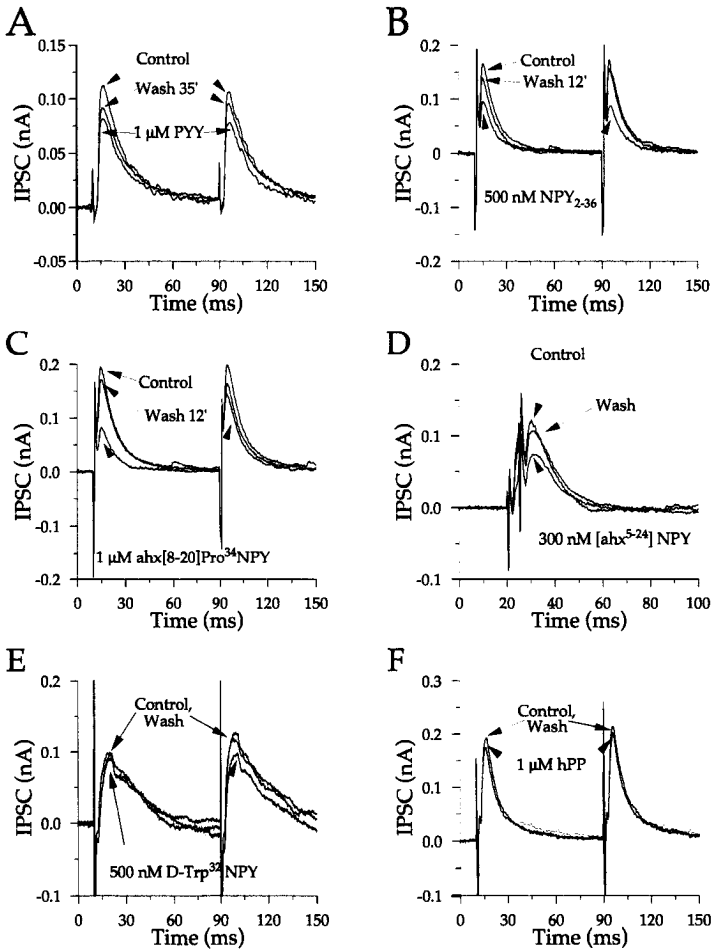 A
IPSC (nA)
0.15
0.10
0.05
0.00
-0.05
Control
Wash 35'
1 µM PYY
0 30 60 90 120 150
Time (ms)
B
IPSC (nA)
0.2
0.1
0
-0.1
-0.2
Control
Wash 12'
500 nM NPY2-36
0 30 60 90 120 150
Time (ms)
C
IPSC (nA)
0.2
0.1
0.0
-0.1
-0.2
Control
Wash 12'
1 µM ahx[8-20]Pro34NPY
0 30 60 90 120 150
Time (ms)
D
IPSC (nA)
0.2
0.1
0.0
-0.1
Control
Wash
300 nM [ahx5-24] NPY
0 20 40 60 80 100
Time (ms)
E
IPSC (nA)
0.2
0.1
0.0
-0.1
Control,
Wash
500 nM D-Trp32 NPY
0 30 60 90 120 150
Time (ms)
F
IPSC (nA)
0.3
0.2
0.1
0.0
-0.1
Control,
Wash
1 µM hPP
0 30 60 90 120 150
Time (ms)